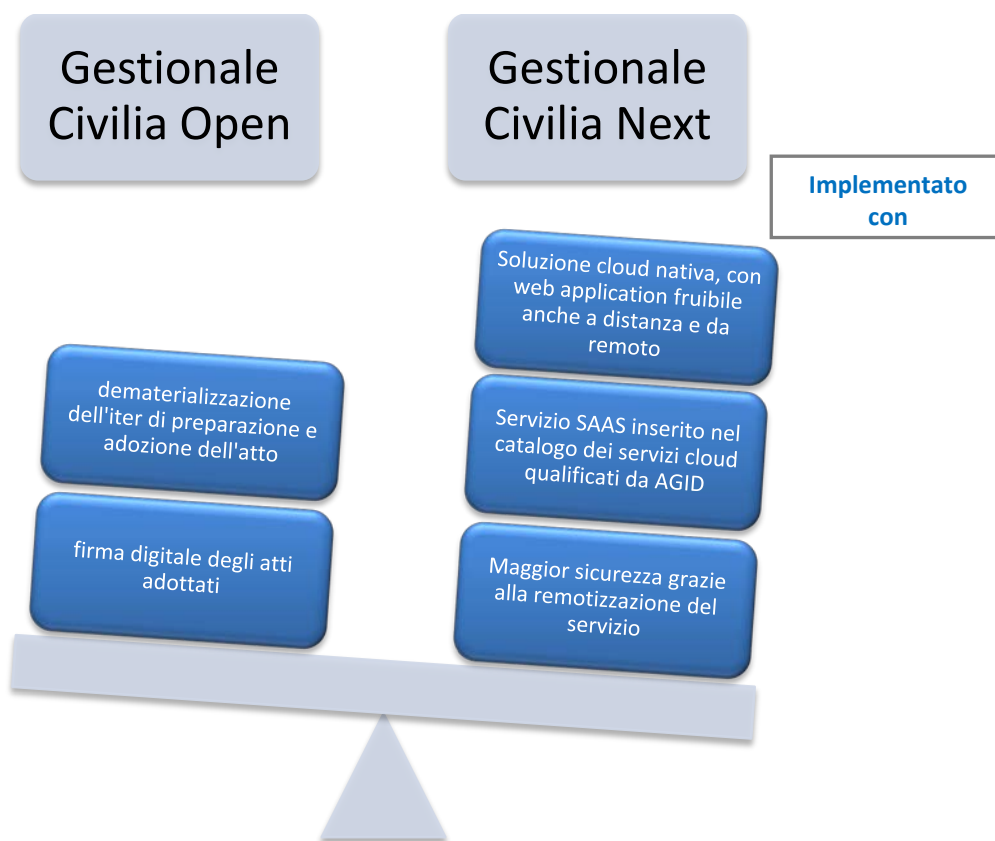 Gestionale
Civilia Open
Gestionale
Civilia Next
Implementato
con
dematerializzazione
dell'iter di preparazione e
adozione dell'atto
firma digitale degli atti
adottati
Soluzione cloud nativa, con
web application fruibile
anche a distanza e da
remoto
Servizio SAAS inserito nel
catalogo dei servizi cloud
qualificati da AGID
Maggior sicurezza grazie
alla remotizzazione del
servizio